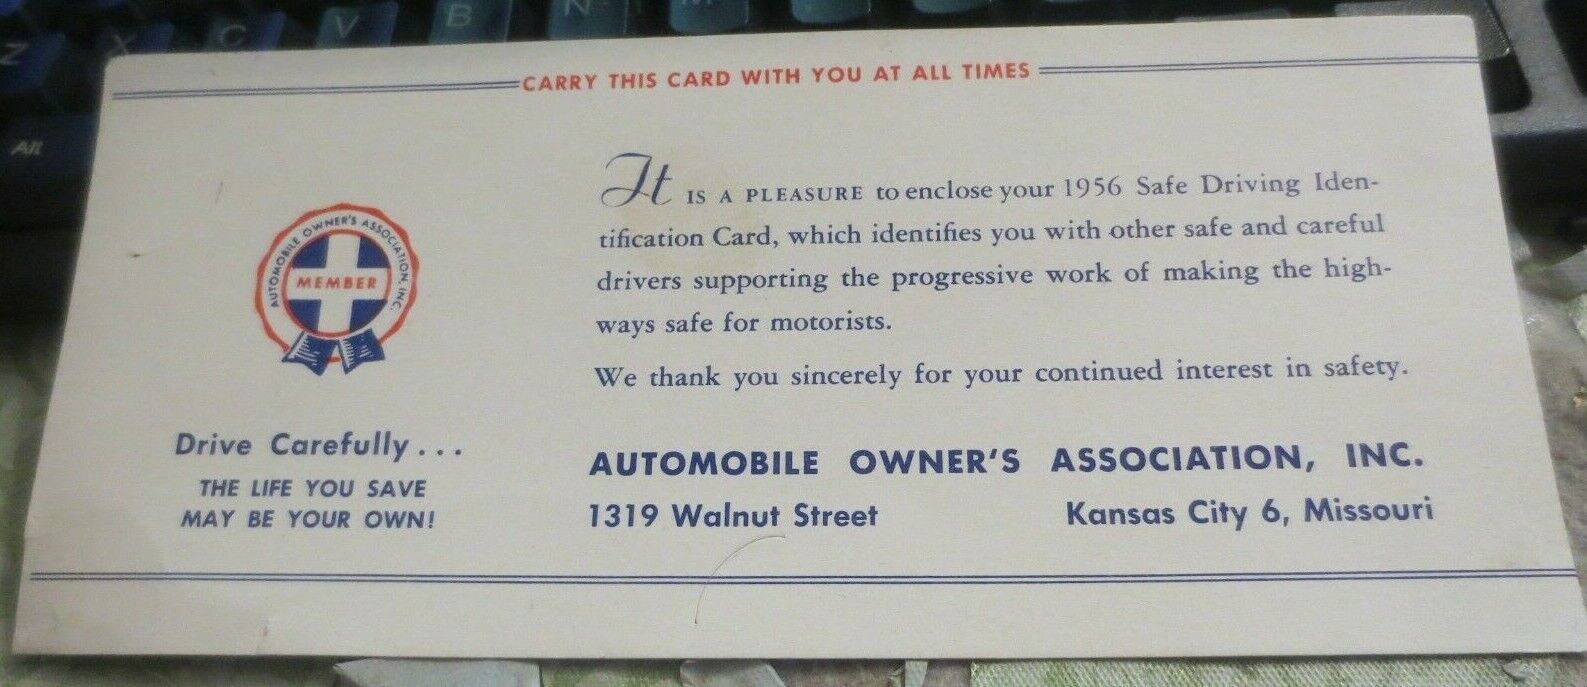 Z X C V B N M
Alt
CARRY THIS CARD WITH YOU AT ALL TIMES
AUTOMOBILE OWNER'S ASSOCIATION, INC.
MEMBER
Drive Carefully...
THE LIFE YOU SAVE
MAY BE YOUR OWN!
It IS A PLEASURE to enclose your 1956 Safe Driving Iden-
tification Card, which identifies you with other safe and careful
drivers supporting the progressive work of making the high-
ways safe for motorists.
We thank you sincerely for your continued interest in safety.
AUTOMOBILE OWNER'S ASSOCIATION, INC.
1319 Walnut Street Kansas City 6, Missouri